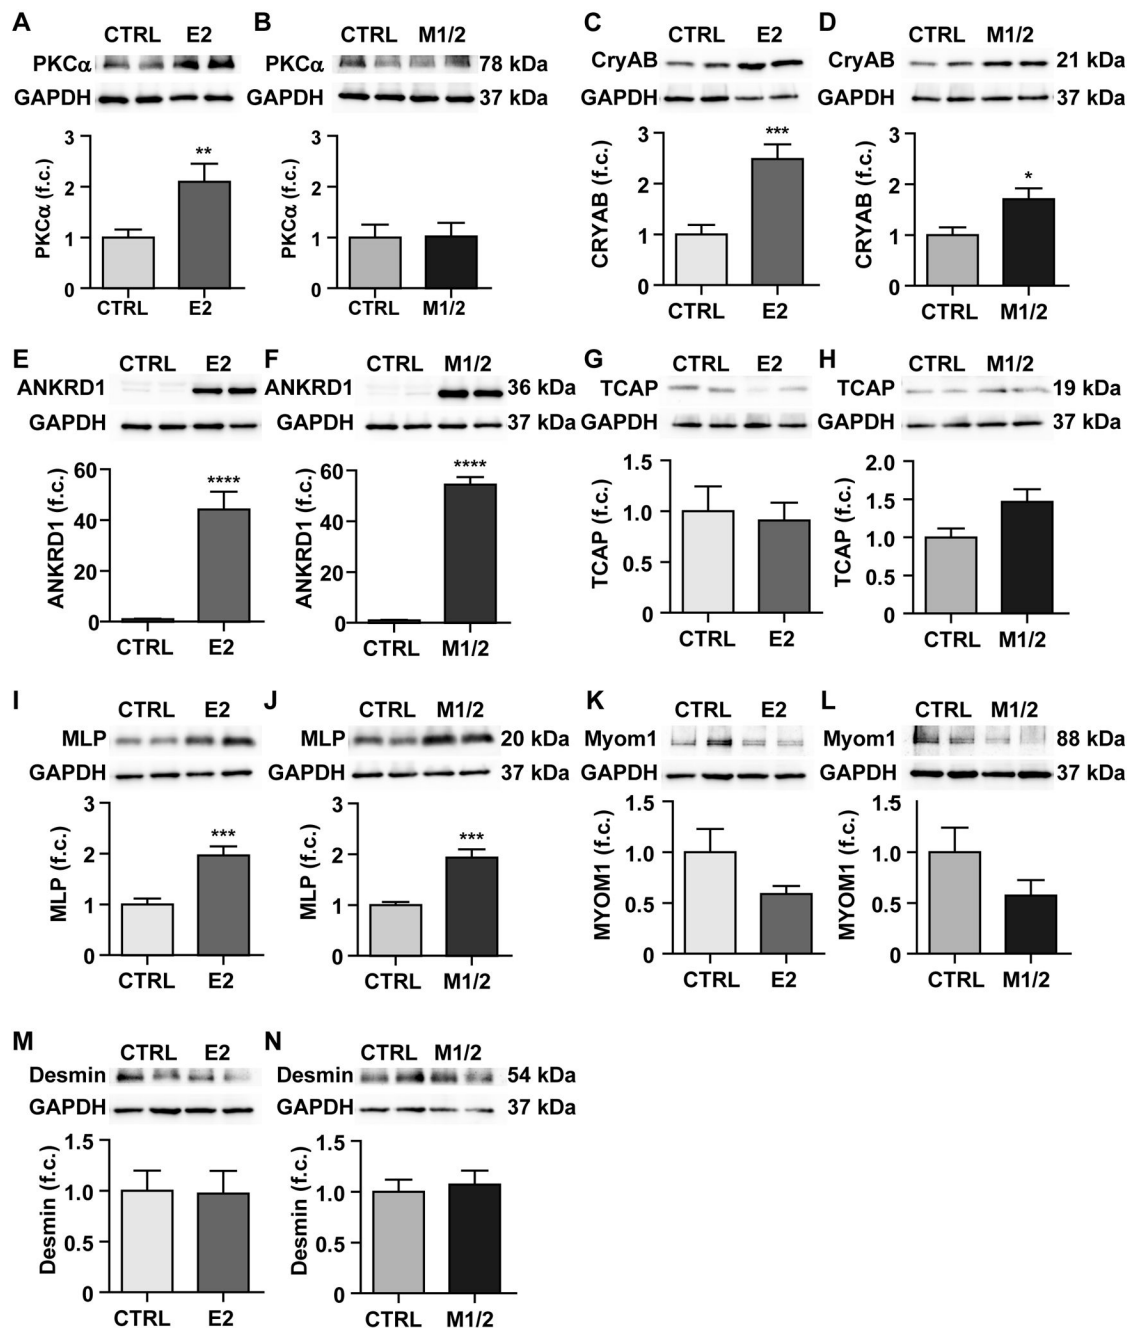 A
CTRL E2
PKCα
GAPDH
PKCα (f.c.)
3
2
1
0
**
CTRL E2
B
CTRL M1/2
PKCα 78 kDa
GAPDH 37 kDa
PKCα (f.c.)
3
2
1
0
CTRL M1/2
C
CTRL E2
CryAB
GAPDH
CRYAB (f.c.)
3
2
1
0
***
CTRL E2
D
CTRL M1/2
CryAB 21 kDa
GAPDH 37 kDa
CRYAB (f.c.)
3
2
1
0
*
CTRL M1/2
E
CTRL E2
ANKRD1
GAPDH
ANKRD1 (f.c.)
60
40
20
0
****
CTRL E2
F
CTRL M1/2
ANKRD1 36 kDa
GAPDH 37 kDa
ANKRD1 (f.c.)
60
40
20
0
****
CTRL M1/2
G
CTRL E2
TCAP
GAPDH
TCAP (f.c.)
1.5
1.0
0.5
0
CTRL E2
H
CTRL M1/2
TCAP 19 kDa
GAPDH 37 kDa
TCAP (f.c.)
2.0
1.5
1.0
0.5
0
CTRL M1/2
I
CTRL E2
MLP
GAPDH
MLP (f.c.)
3
2
1
0
***
CTRL E2
J
CTRL M1/2
MLP 20 kDa
GAPDH 37 kDa
MLP (f.c.)
3
2
1
0
***
CTRL M1/2
K
CTRL E2
Myom1
GAPDH
MYOM1 (f.c.)
1.5
1.0
0.5
0
CTRL E2
L
CTRL M1/2
Myom1 88 kDa
GAPDH 37 kDa
MYOM1 (f.c.)
1.5
1.0
0.5
0
CTRL M1/2
M
CTRL E2
Desmin
GAPDH
Desmin (f.c.)
1.5
1.0
0.5
0
CTRL E2
N
CTRL M1/2
Desmin 54 kDa
GAPDH 37 kDa
Desmin (f.c.)
1.5
1.0
0.5
0
CTRL M1/2